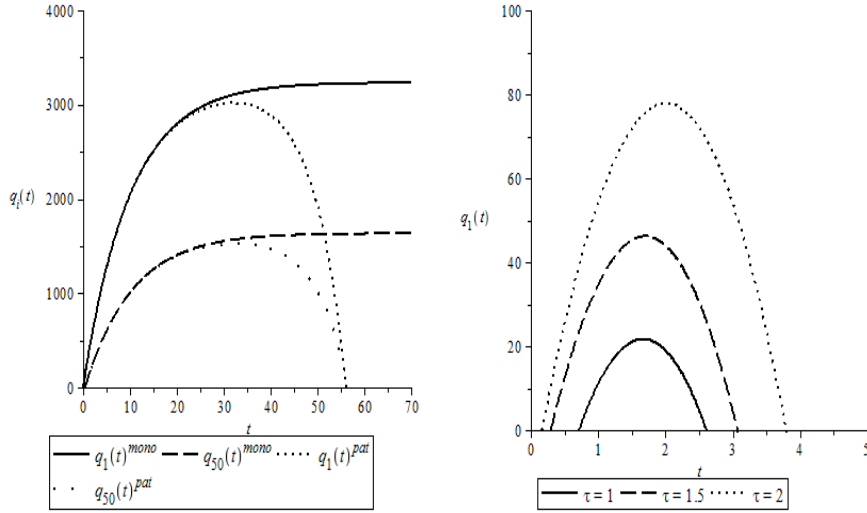 4000
3000
q_i(t)
2000
1000
0
0 10 20 30 40 50 60 70
t
q_1(t)^mono q_50(t)^mono q_1(t)^pat
q_50(t)^pat
100
80
60
q_1(t)
40
20
0
0 1 2 3 4 5
t
τ = 1 τ = 1.5 τ = 2